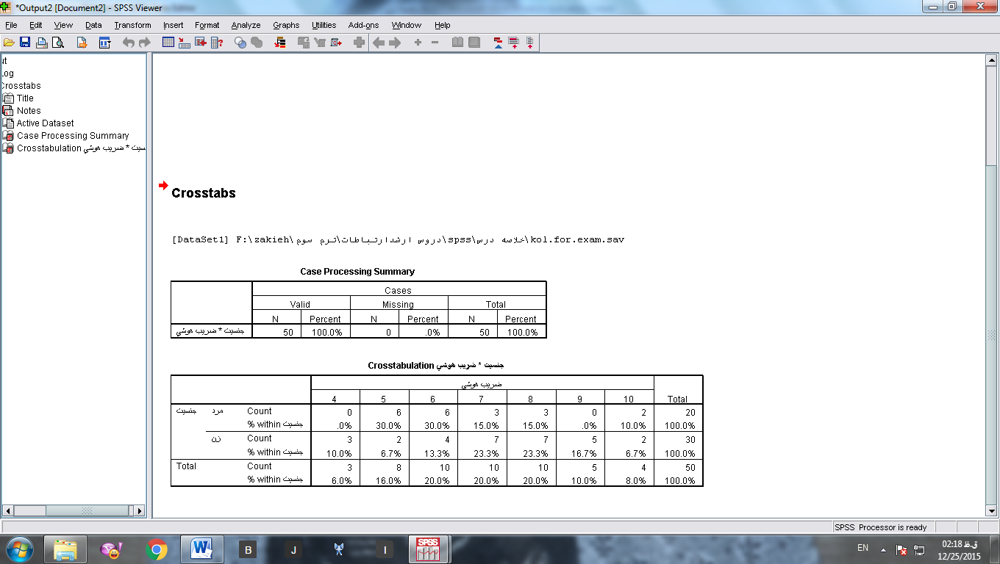 *Output2 [Document2] - SPSS Viewer
File Edit View Data Transform Insert Format Analyze Graphs Utilities Add-ons Window Help
ut
Log
Crosstabs
Title
Notes
Active Dataset
Case Processing Summary
Crosstabulation جنسيت * ضريب هوشي
Crosstabs
[DataSet1] F:\zakieh\دروس ارشدارتباطات\ترم سوم\spss\خلاصه درس\kol.for.exam.sav
Case Processing Summary
Cases
Valid Missing Total
N Percent N Percent N Percent
جنسيت * ضريب هوشي 50 100.0% 0 .0% 50 100.0%
جنسيت * ضريب هوشي Crosstabulation
ضريب هوشي
4 5 6 7 8 9 10 Total
جنسيت مرد Count 0 6 6 3 3 0 2 20
% within جنسيت .0% 30.0% 30.0% 15.0% 15.0% .0% 10.0% 100.0%
زن Count 3 2 4 7 7 5 2 30
% within جنسيت 10.0% 6.7% 13.3% 23.3% 23.3% 16.7% 6.7% 100.0%
Total Count 3 8 10 10 10 5 4 50
% within جنسيت 6.0% 16.0% 20.0% 20.0% 20.0% 10.0% 8.0% 100.0%
SPSS Processor is ready
B J I SPSS
EN 02:18 ق.ظ
12/25/2015